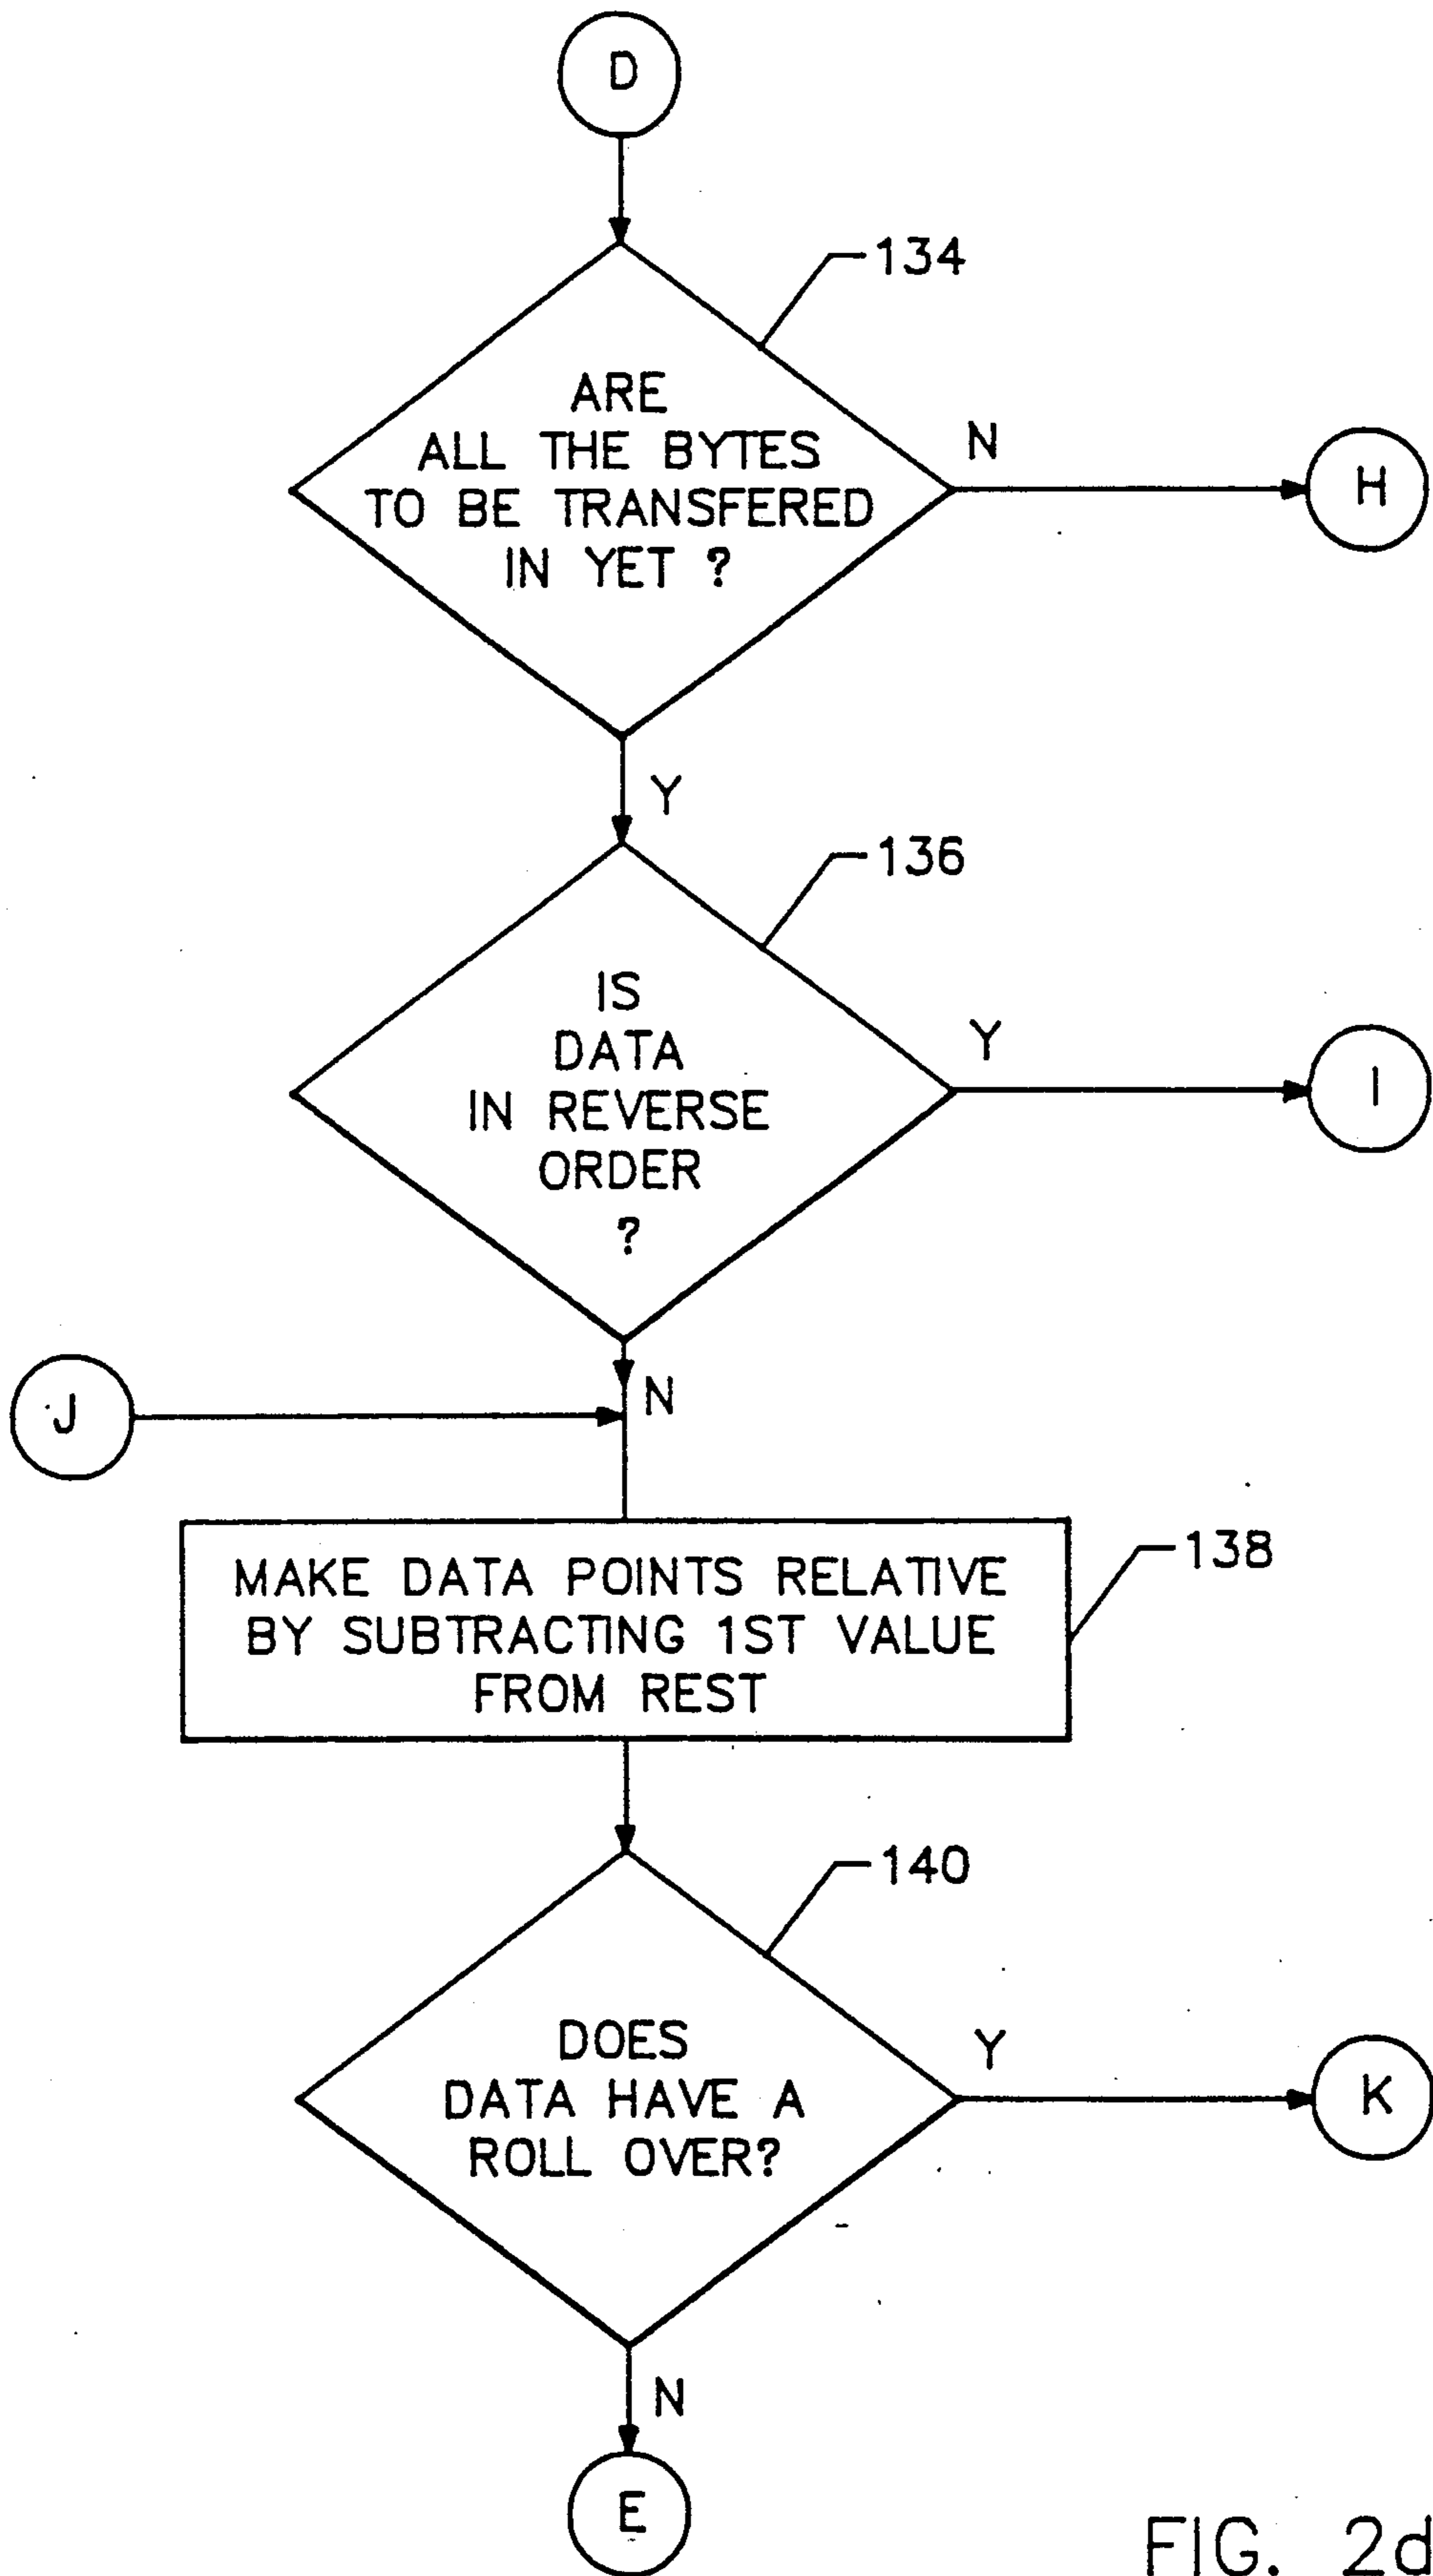 D
134
ARE
ALL THE BYTES
TO BE TRANSFERED
IN YET ?
N
H
Y
136
IS
DATA
IN REVERSE
ORDER
?
Y
I
N
J
138
MAKE DATA POINTS RELATIVE
BY SUBTRACTING 1ST VALUE
FROM REST
140
DOES
DATA HAVE A
ROLL OVER?
Y
K
N
E
FIG. 2d